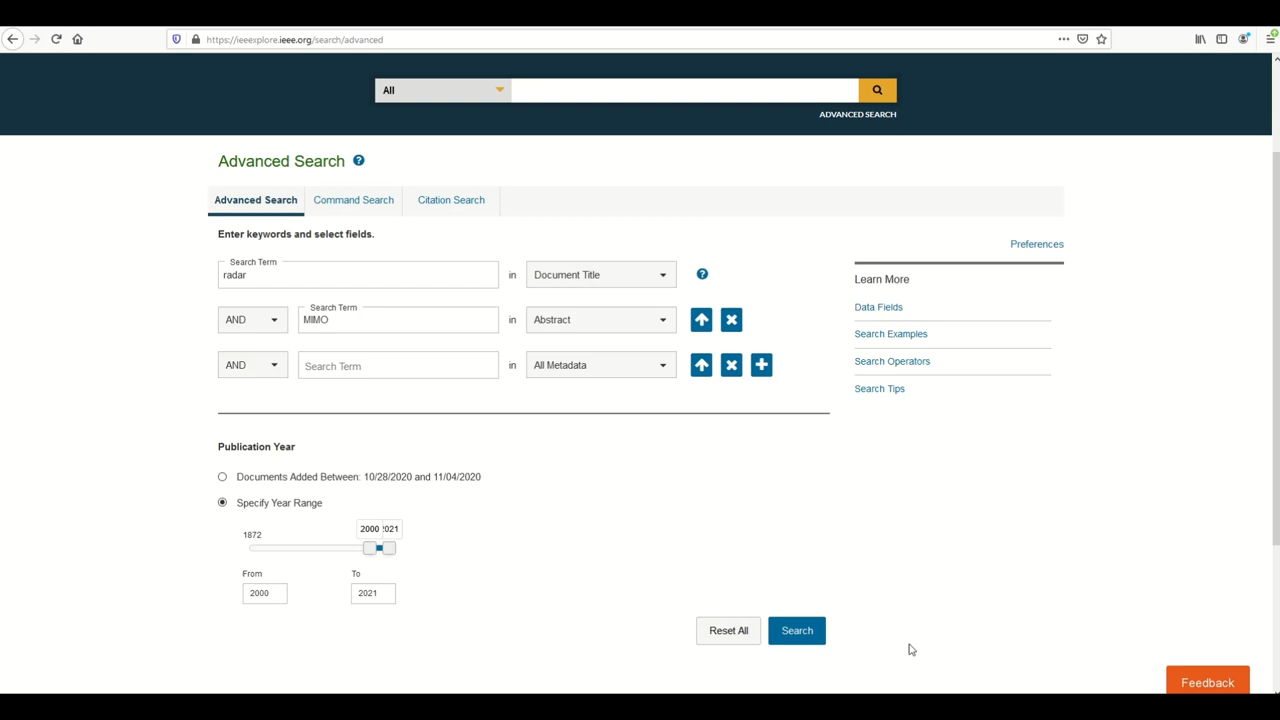 https://ieeexplore.ieee.org/search/advanced
All
ADVANCED SEARCH
Advanced Search ?
Advanced Search Command Search Citation Search
Enter keywords and select fields.
Preferences
Search Term
radar in Document Title ?
Learn More
Search Term
Data Fields
AND MIMO in Abstract
Search Examples
AND Search Term in All Metadata
Search Operators
Search Tips
Publication Year
Documents Added Between: 10/28/2020 and 11/04/2020
Specify Year Range
1872 2000 2021
From To
2000 2021
Reset All Search
Feedback